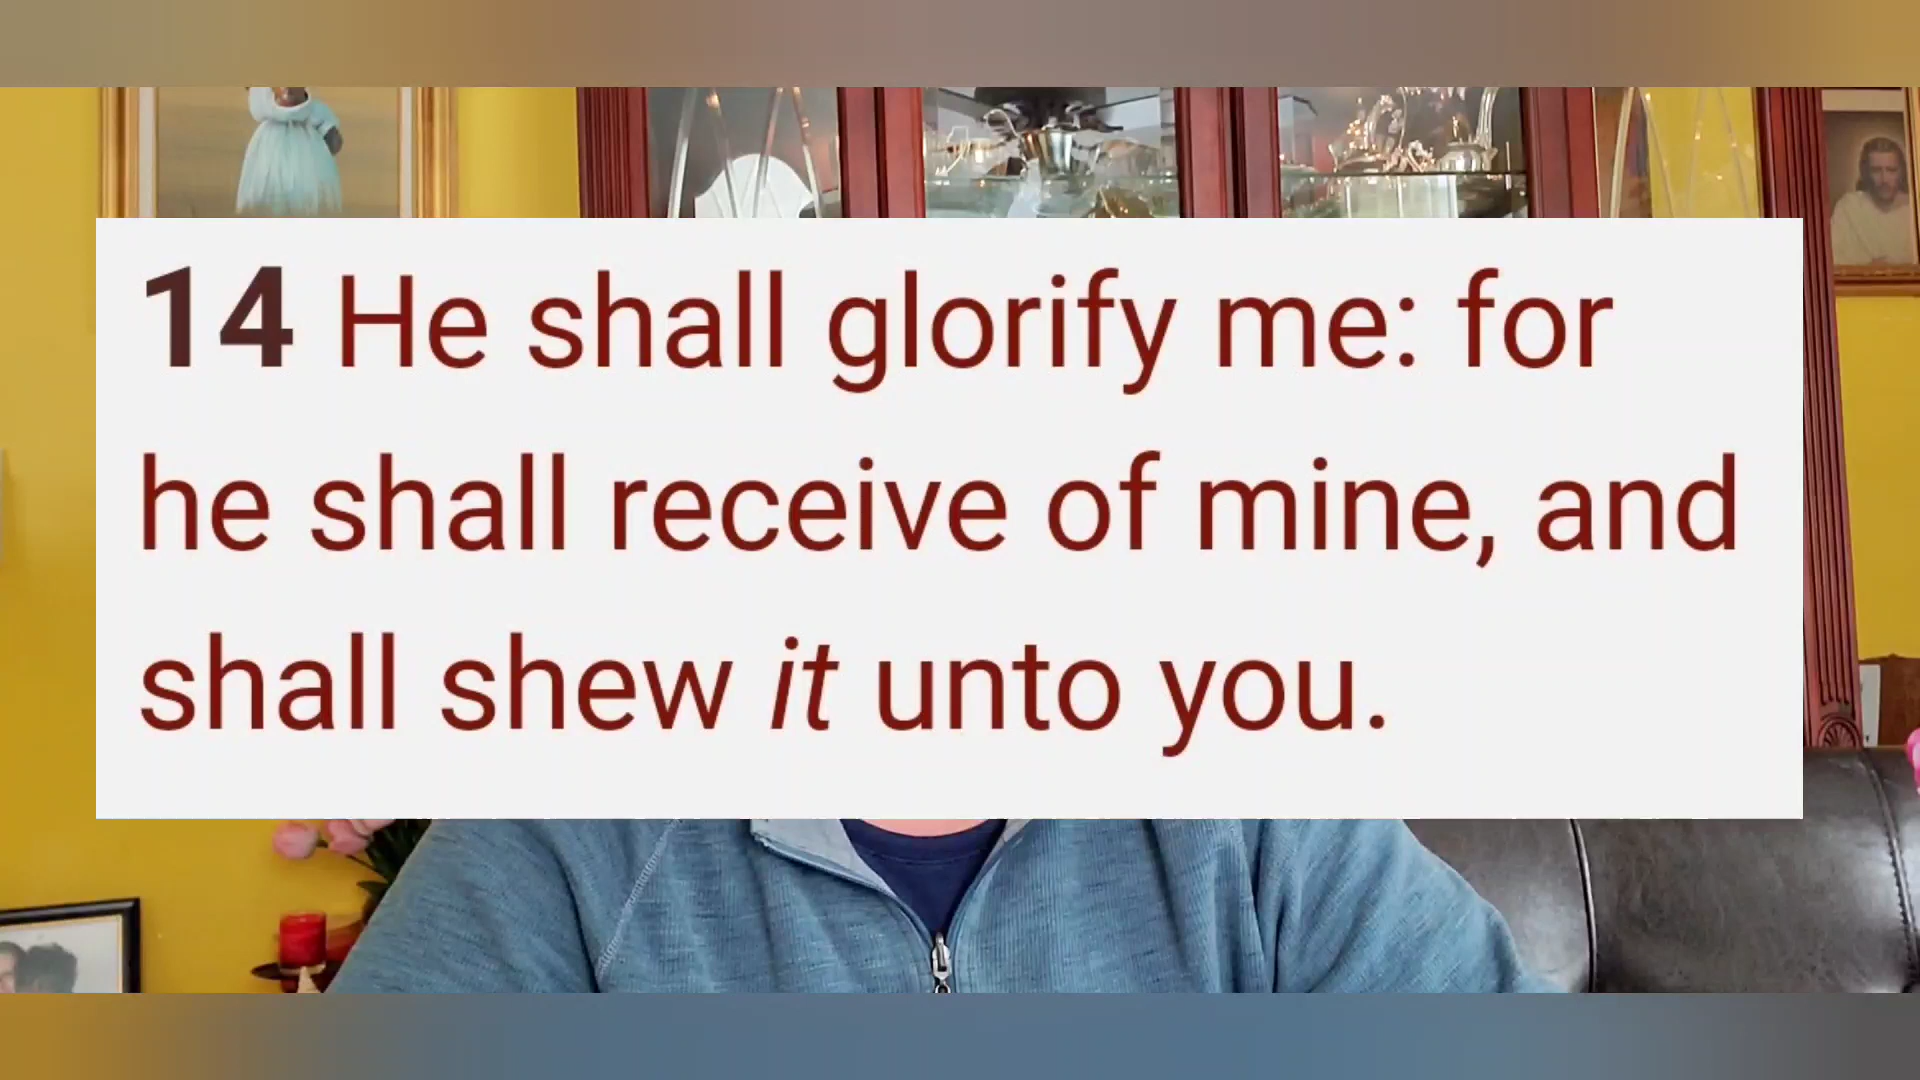 14 He shall glorify me: for
he shall receive of mine, and
shall shew it unto you.